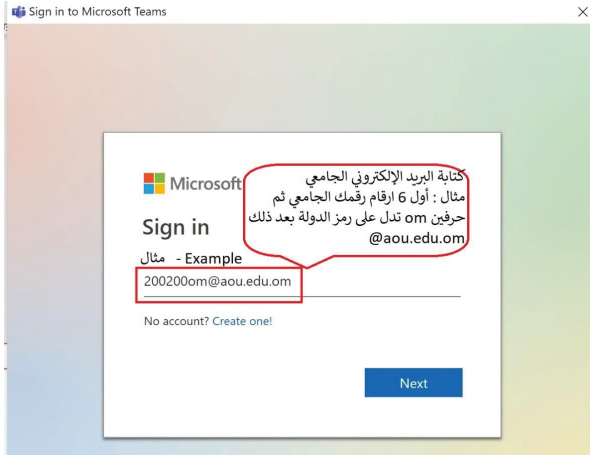 Sign in to Microsoft Teams
Microsoft
كتابة البريد الإلكتروني الجامعي
مثال : أول 6 ارقام رقمك الجامعي ثم
حرفين om تدل على رمز الدولة بعد ذلك
@aou.edu.om
Sign in
مثال - Example
200200om@aou.edu.om
No account? Create one!
Next